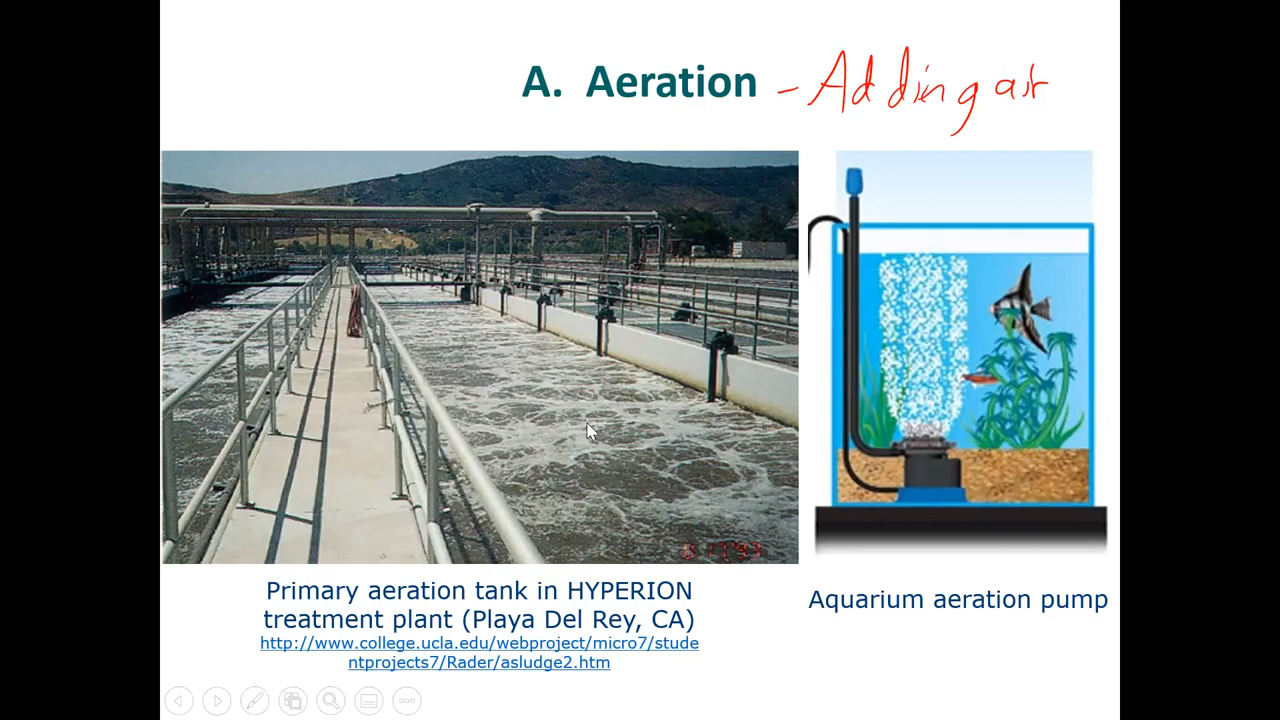 A. Aeration - Adding air
Primary aeration tank in HYPERION
treatment plant (Playa Del Rey, CA)
http://www.college.ucla.edu/webproject/micro7/stude
ntprojects7/Rader/asludge2.htm
Aquarium aeration pump